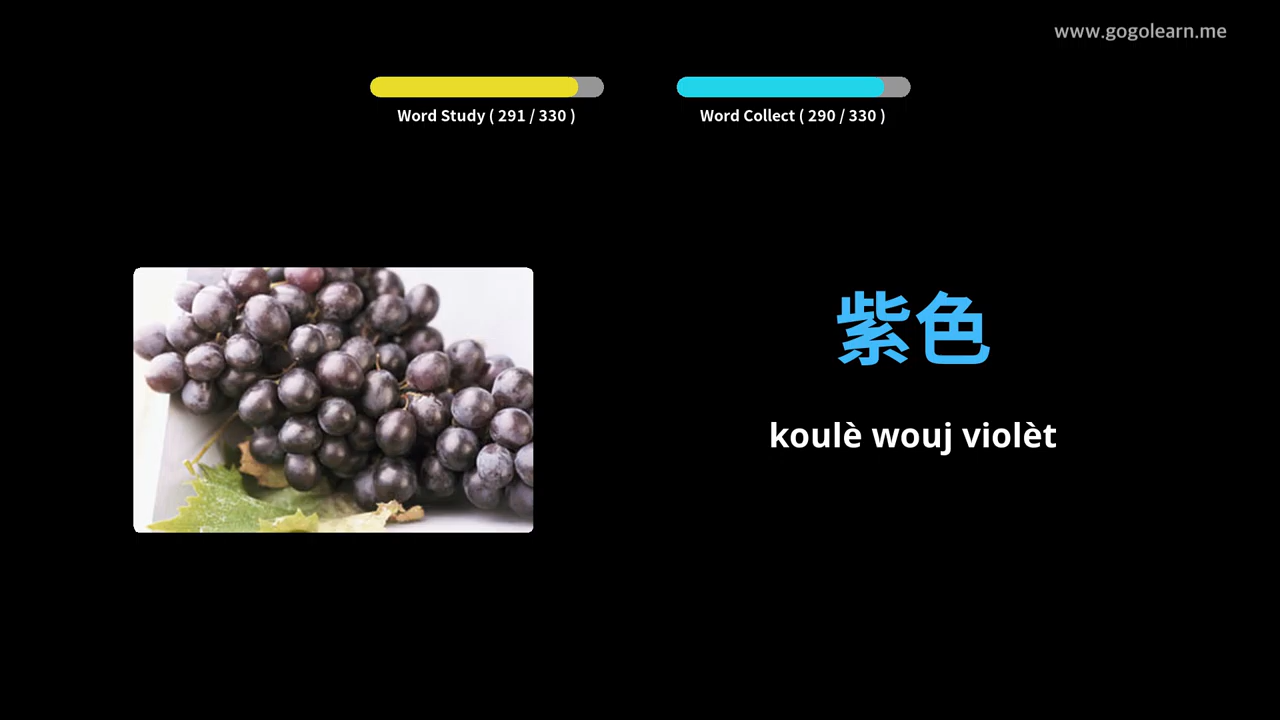 www.gogolearn.me
Word Study ( 291 / 330 )
Word Collect ( 290 / 330 )
紫色
koulè wouj violèt